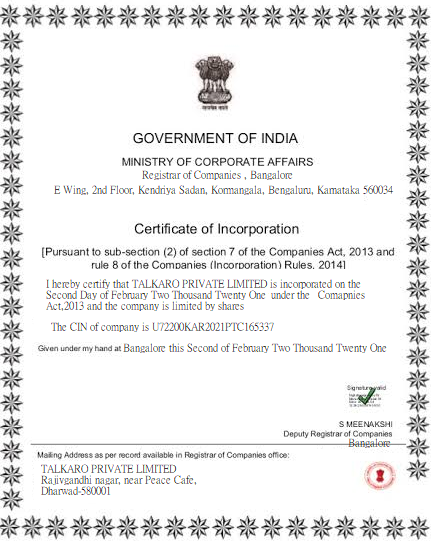 GOVERNMENT OF INDIA
MINISTRY OF CORPORATE AFFAIRS
Registrar of Companies , Bangalore
E Wing, 2nd Floor, Kendriya Sadan, Kormangala, Bengaluru, Karnataka 560034
Certificate of Incorporation
[Pursuant to sub-section (2) of section 7 of the Companies Act, 2013 and
rule 8 of the Companies (Incorporation) Rules, 2014]
I hereby certify that TALKARO PRIVATE LIMITED is incorporated on the
Second Day of February Two Thousand Twenty One under the Comapnies
Act,2013 and the company is limited by shares
The CIN of company is U72200KAR2021PTC165337
Given under my hand at Bangalore this Second of February Two Thousand Twenty One
Signature valid
S MEENAKSHI
Deputy Registrar of Companies
Bangalore
Mailing Address as per record available in Registrar of Companies office:
TALKARO PRIVATE LIMITED
Rajivgandhi nagar, near Peace Cafe,
Dharwad-580001